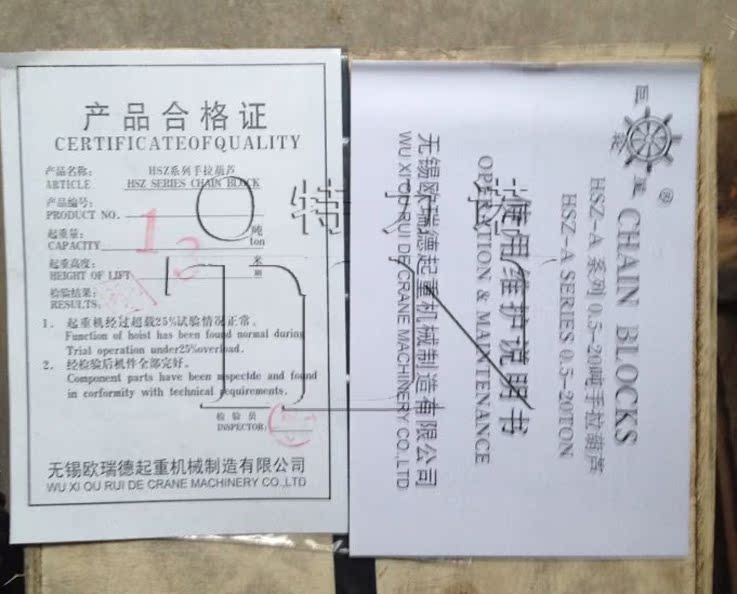 产品合格证
CERTIFICATEOFQUALITY
产品名称: HSZ系列手拉葫芦
ARTICLE HSZ SERIES CHAIN BLOCK
产品编号:
PRODUCT NO.
起重量: 1 吨
CAPACITY ton
起重高度: 3 米
HEIGHT OF LIFT m
检验结果:
RESULTS
1. 起重机经过超载25%试验情况正常。
Function of hoist has been found normal during
Trial operation under25%overload.
2. 经检验后机件部完好。
Component parts have been nspectde and found
in conformity with technical requirements.
检验员
INSPECTOR:
无锡欧瑞德起重机械制造有限公司
WU XI OU RUI DE CRANE MACHINERY CO.,LTD
®
CHAIN BLOCKS
HSZ-A 系列 0.5-20吨手拉葫芦
HSZ-A SERIES 0.5-20TON
使用维护说明书
OPERATION & MAINTENANCE
无锡欧瑞德起重机械制造有限公司
WU XI OU RUI DE CRANE MACHINERY CO.,LTD